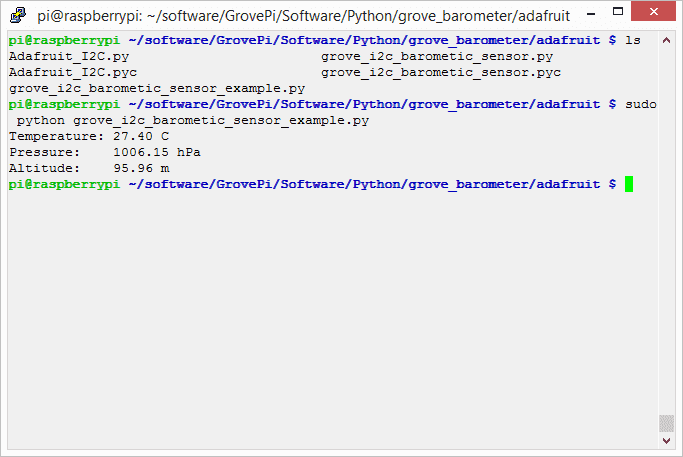 pi@raspberrypi: ~/software/GrovePi/Software/Python/grove_barometer/adafruit
pi@raspberrypi ~/software/GrovePi/Software/Python/grove_barometer/adafruit $ ls
Adafruit_I2C.py grove_i2c_barometic_sensor.py
Adafruit_I2C.pyc grove_i2c_barometic_sensor.pyc
grove_i2c_barometic_sensor_example.py
pi@raspberrypi ~/software/GrovePi/Software/Python/grove_barometer/adafruit $ sudo
python grove_i2c_barometic_sensor_example.py
Temperature: 27.40 C
Pressure: 1006.15 hPa
Altitude: 95.96 m
pi@raspberrypi ~/software/GrovePi/Software/Python/grove_barometer/adafruit $